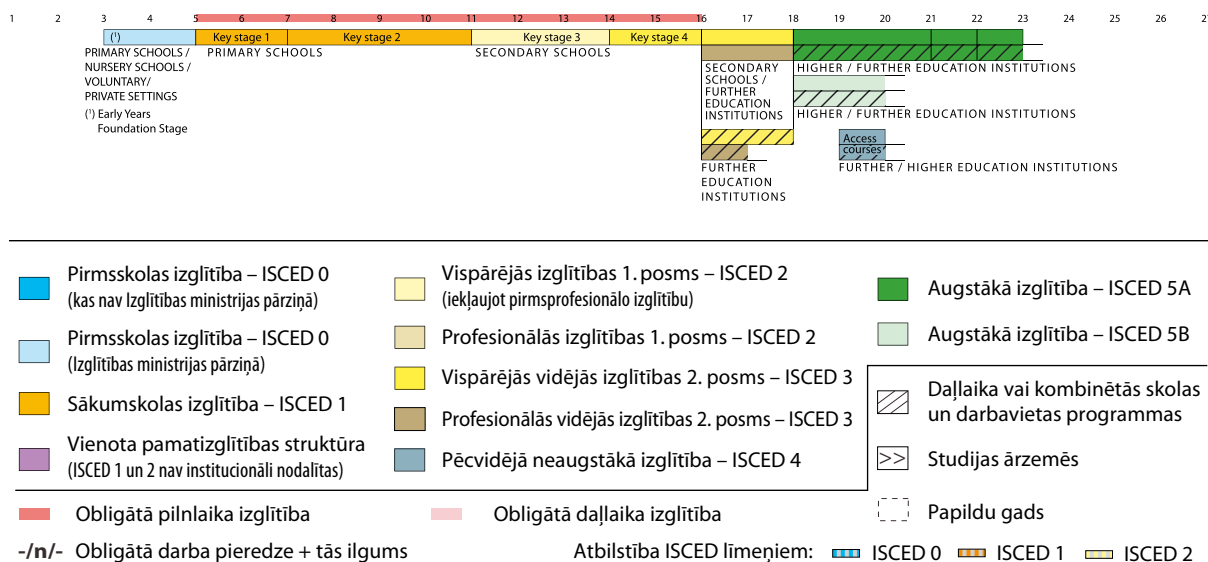 1 2 3 4 5 6 7 8 9 10 11 12 13 14 15 16 17 18 19 20 21 22 23 24 25 26 27
(¹) Key stage 1 Key stage 2 Key stage 3 Key stage 4
PRIMARY SCHOOLS /
NURSERY SCHOOLS /
VOLUNTARY/
PRIVATE SETTINGS
(¹) Early Years
Foundation Stage
PRIMARY SCHOOLS
SECONDARY SCHOOLS
SECONDARY
SCHOOLS /
FURTHER
EDUCATION
INSTITUTIONS
HIGHER / FURTHER EDUCATION INSTITUTIONS
HIGHER / FURTHER EDUCATION INSTITUTIONS
Access
courses
FURTHER / HIGHER EDUCATION INSTITUTIONS
FURTHER
EDUCATION
INSTITUTIONS
Pirmsskolas izglītība – ISCED 0
(kas nav Izglītības ministrijas pārziņā)
Pirmsskolas izglītība – ISCED 0
(Izglītības ministrijas pārziņā)
Sākumskolas izglītība – ISCED 1
Vienota pamatizglītības struktūra
(ISCED 1 un 2 nav institucionāli nodalītas)
Vispārējās izglītības 1. posms – ISCED 2
(iekļaujot pirmsprofesionālo izglītību)
Profesionālās izglītības 1. posms – ISCED 2
Vispārējās vidējās izglītības 2. posms – ISCED 3
Profesionālās vidējās izglītības 2. posms – ISCED 3
Pēcvidējā neaugstākā izglītība – ISCED 4
Augstākā izglītība – ISCED 5A
Augstākā izglītība – ISCED 5B
Daļlaika vai kombinētās skolas
un darbavietas programmas
>> Studijas ārzemēs
Papildu gads
Obligātā pilnlaika izglītība
Obligātā daļlaika izglītība
-/n/- Obligātā darba pieredze + tās ilgums
Atbilstība ISCED līmeņiem: ISCED 0 ISCED 1 ISCED 2